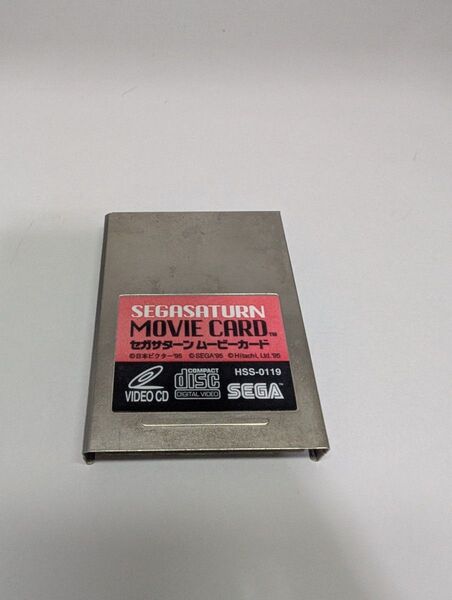 SEGASATURN
MOVIE CARD™
セガサターン ムービーカード
©日本ビクター'95 ©SEGA'95 ©Hitachi, Ltd.'95
VIDEO CD
COMPACT
disc
DIGITAL VIDEO
HSS-0119
SEGA